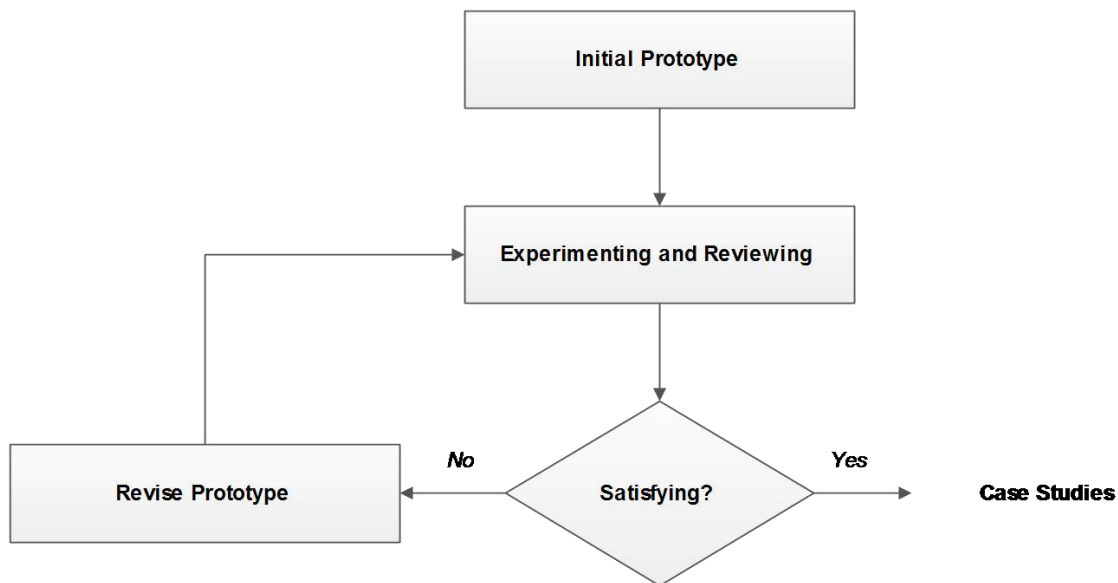 Initial Prototype
Experimenting and Reviewing
No
Yes
Revise Prototype
Satisfying?
Case Studies